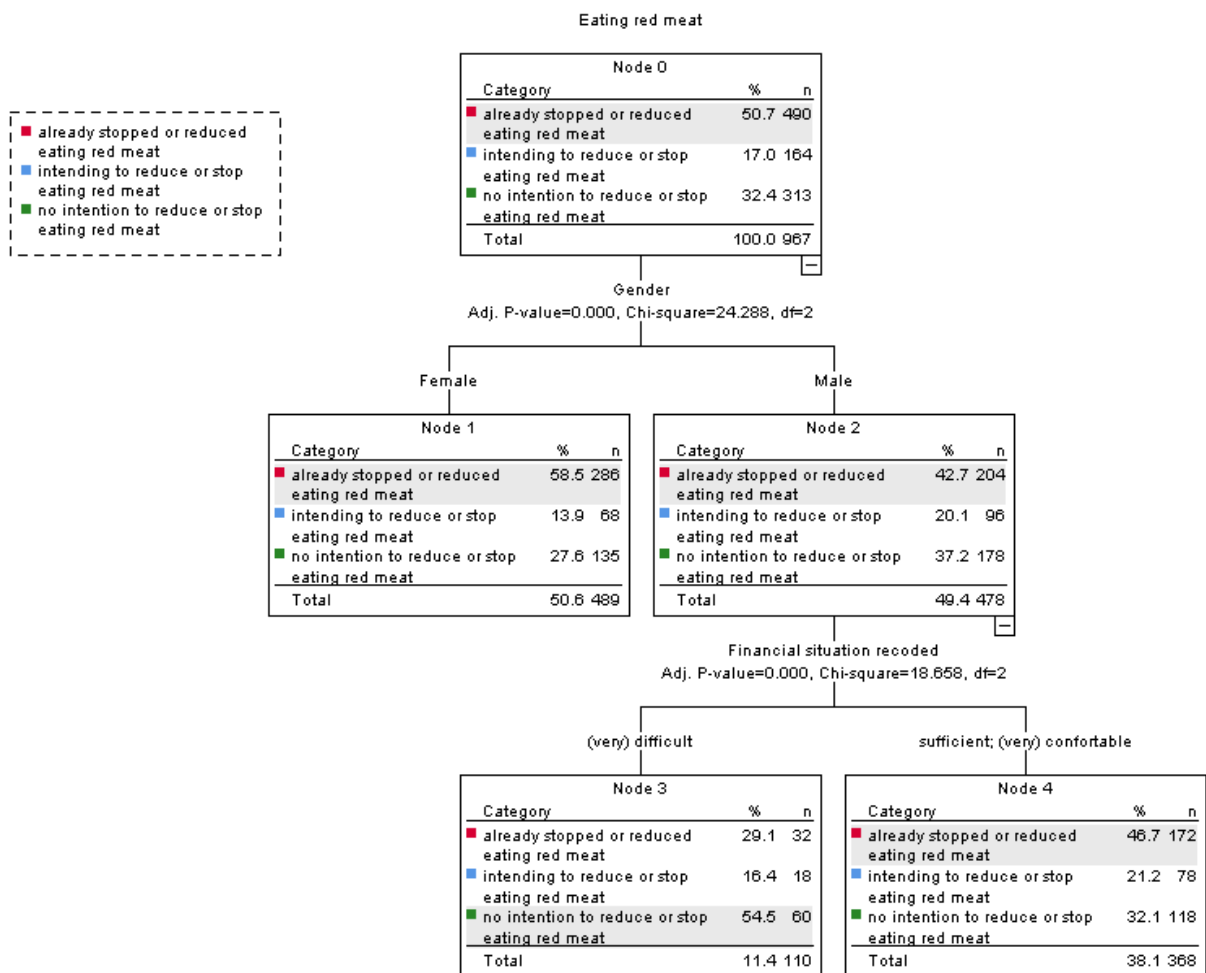 Eating red meat
already stopped or reduced
eating red meat
intending to reduce or stop
eating red meat
no intention to reduce or stop
eating red meat
Node 0
Category % n
already stopped or reduced 50.7 490
eating red meat
intending to reduce or stop 17.0 164
eating red meat
no intention to reduce or stop 32.4 313
eating red meat
Total 100.0 967
Gender
Adj. P-value=0.000, Chi-square=24.288, df=2
Female
Male
Node 1
Category % n
already stopped or reduced 58.5 286
eating red meat
intending to reduce or stop 13.9 68
eating red meat
no intention to reduce or stop 27.6 135
eating red meat
Total 50.6 489
Node 2
Category % n
already stopped or reduced 42.7 204
eating red meat
intending to reduce or stop 20.1 96
eating red meat
no intention to reduce or stop 37.2 178
eating red meat
Total 49.4 478
Financial situation recoded
Adj. P-value=0.000, Chi-square=18.658, df=2
(very) difficult
sufficient; (very) confortable
Node 3
Category % n
already stopped or reduced 29.1 32
eating red meat
intending to reduce or stop 16.4 18
eating red meat
no intention to reduce or stop 54.5 60
eating red meat
Total 11.4 110
Node 4
Category % n
already stopped or reduced 46.7 172
eating red meat
intending to reduce or stop 21.2 78
eating red meat
no intention to reduce or stop 32.1 118
eating red meat
Total 38.1 368